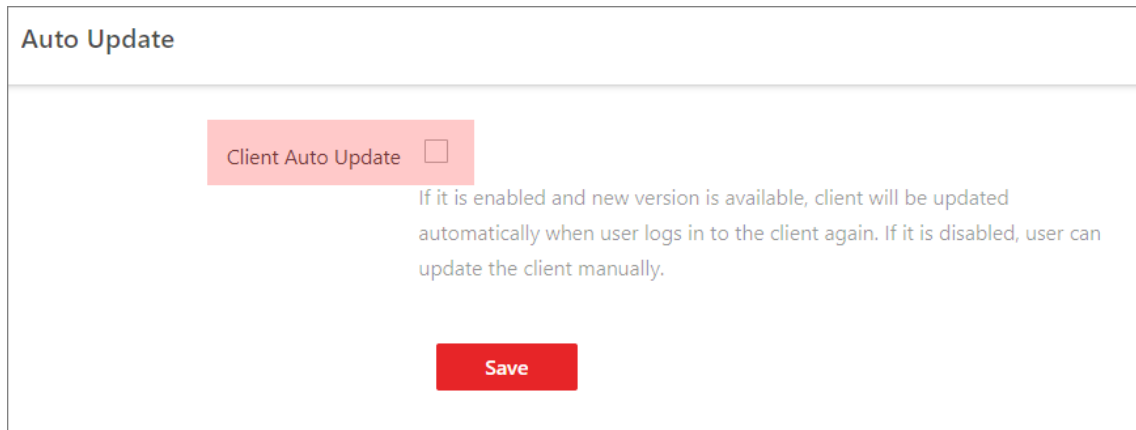 Auto Update
Client Auto Update
If it is enabled and new version is available, client will be updated
automatically when user logs in to the client again. If it is disabled, user can
update the client manually.
Save